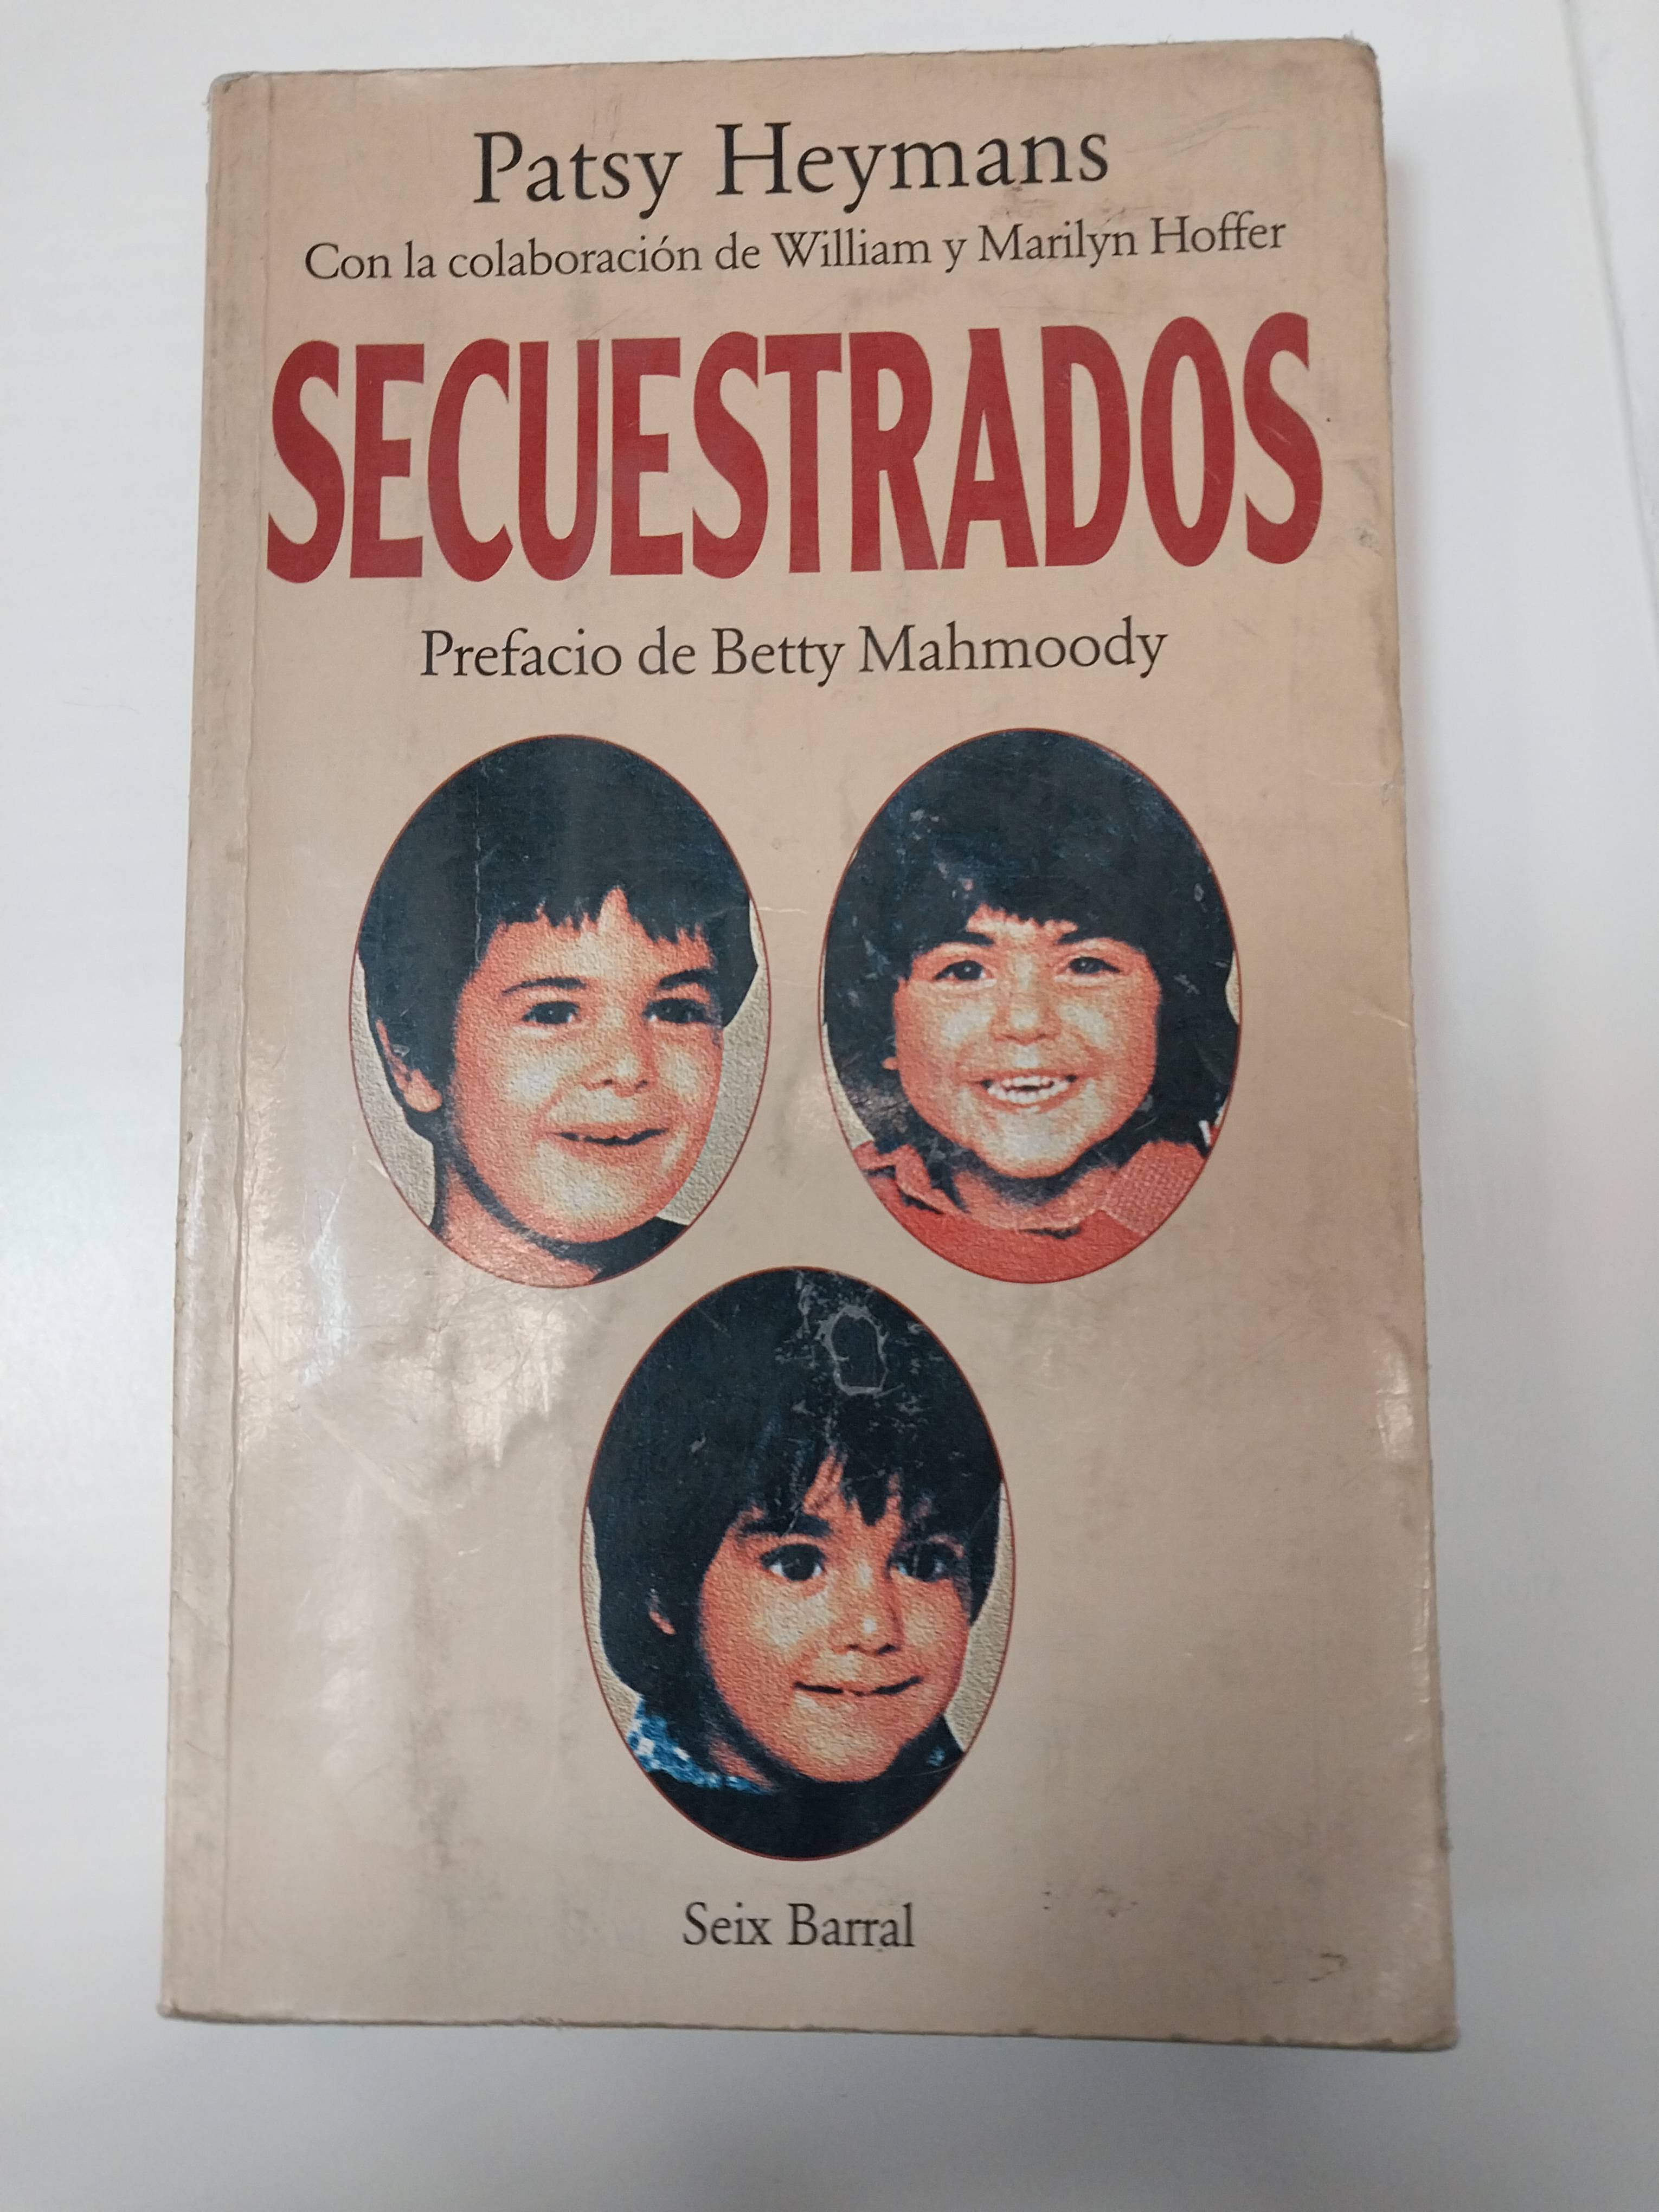 Patsy Heymans
Con la colaboración de William y Marilyn Hoffer
SECUESTRADOS
Prefacio de Betty Mahmoody
Seix Barral